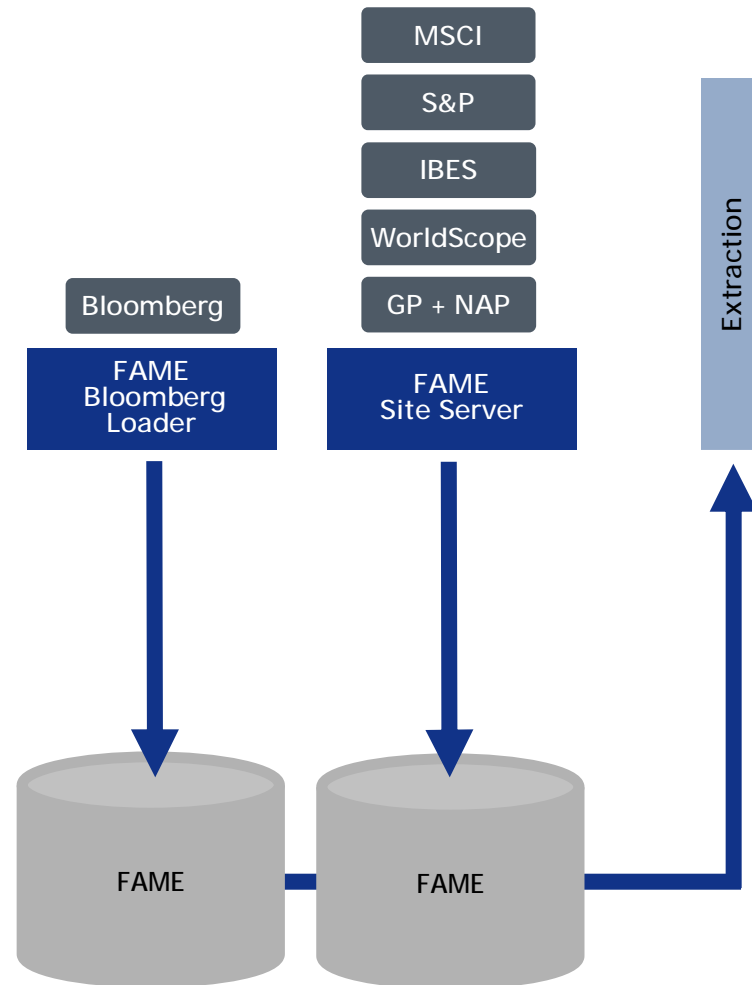 MSCI
S&P
IBES
WorldScope
GP + NAP
Bloomberg
FAME
Bloomberg
Loader
FAME
Site Server
Extraction
FAME
FAME